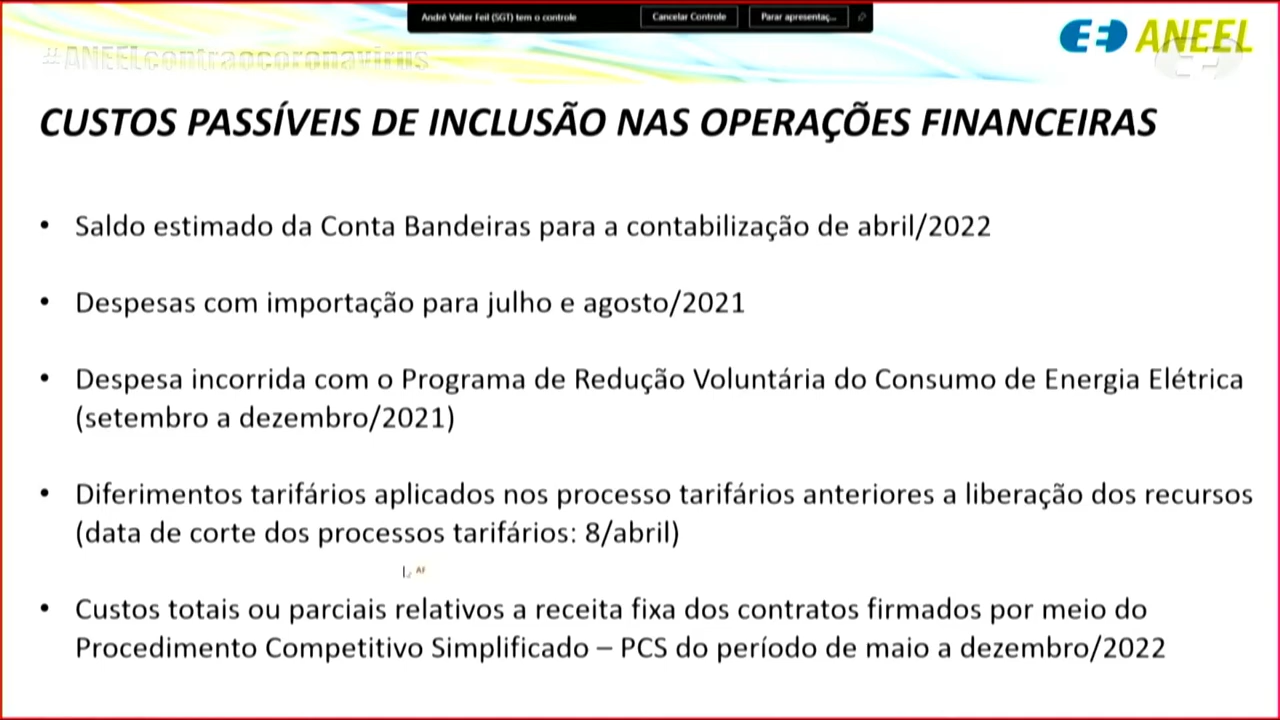 André Valter Feil (SGT) tem o controle
Cancelar Controle
Parar apresentaç...
#ANEELcontraocoronavirus
ANEEL
CUSTOS PASSÍVEIS DE INCLUSÃO NAS OPERAÇÕES FINANCEIRAS
• Saldo estimado da Conta Bandeiras para a contabilização de abril/2022
• Despesas com importação para julho e agosto/2021
• Despesa incorrida com o Programa de Redução Voluntária do Consumo de Energia Elétrica
(setembro a dezembro/2021)
• Diferimentos tarifários aplicados nos processo tarifários anteriores a liberação dos recursos
(data de corte dos processos tarifários: 8/abril)
AF
• Custos totais ou parciais relativos a receita fixa dos contratos firmados por meio do
Procedimento Competitivo Simplificado – PCS do período de maio a dezembro/2022